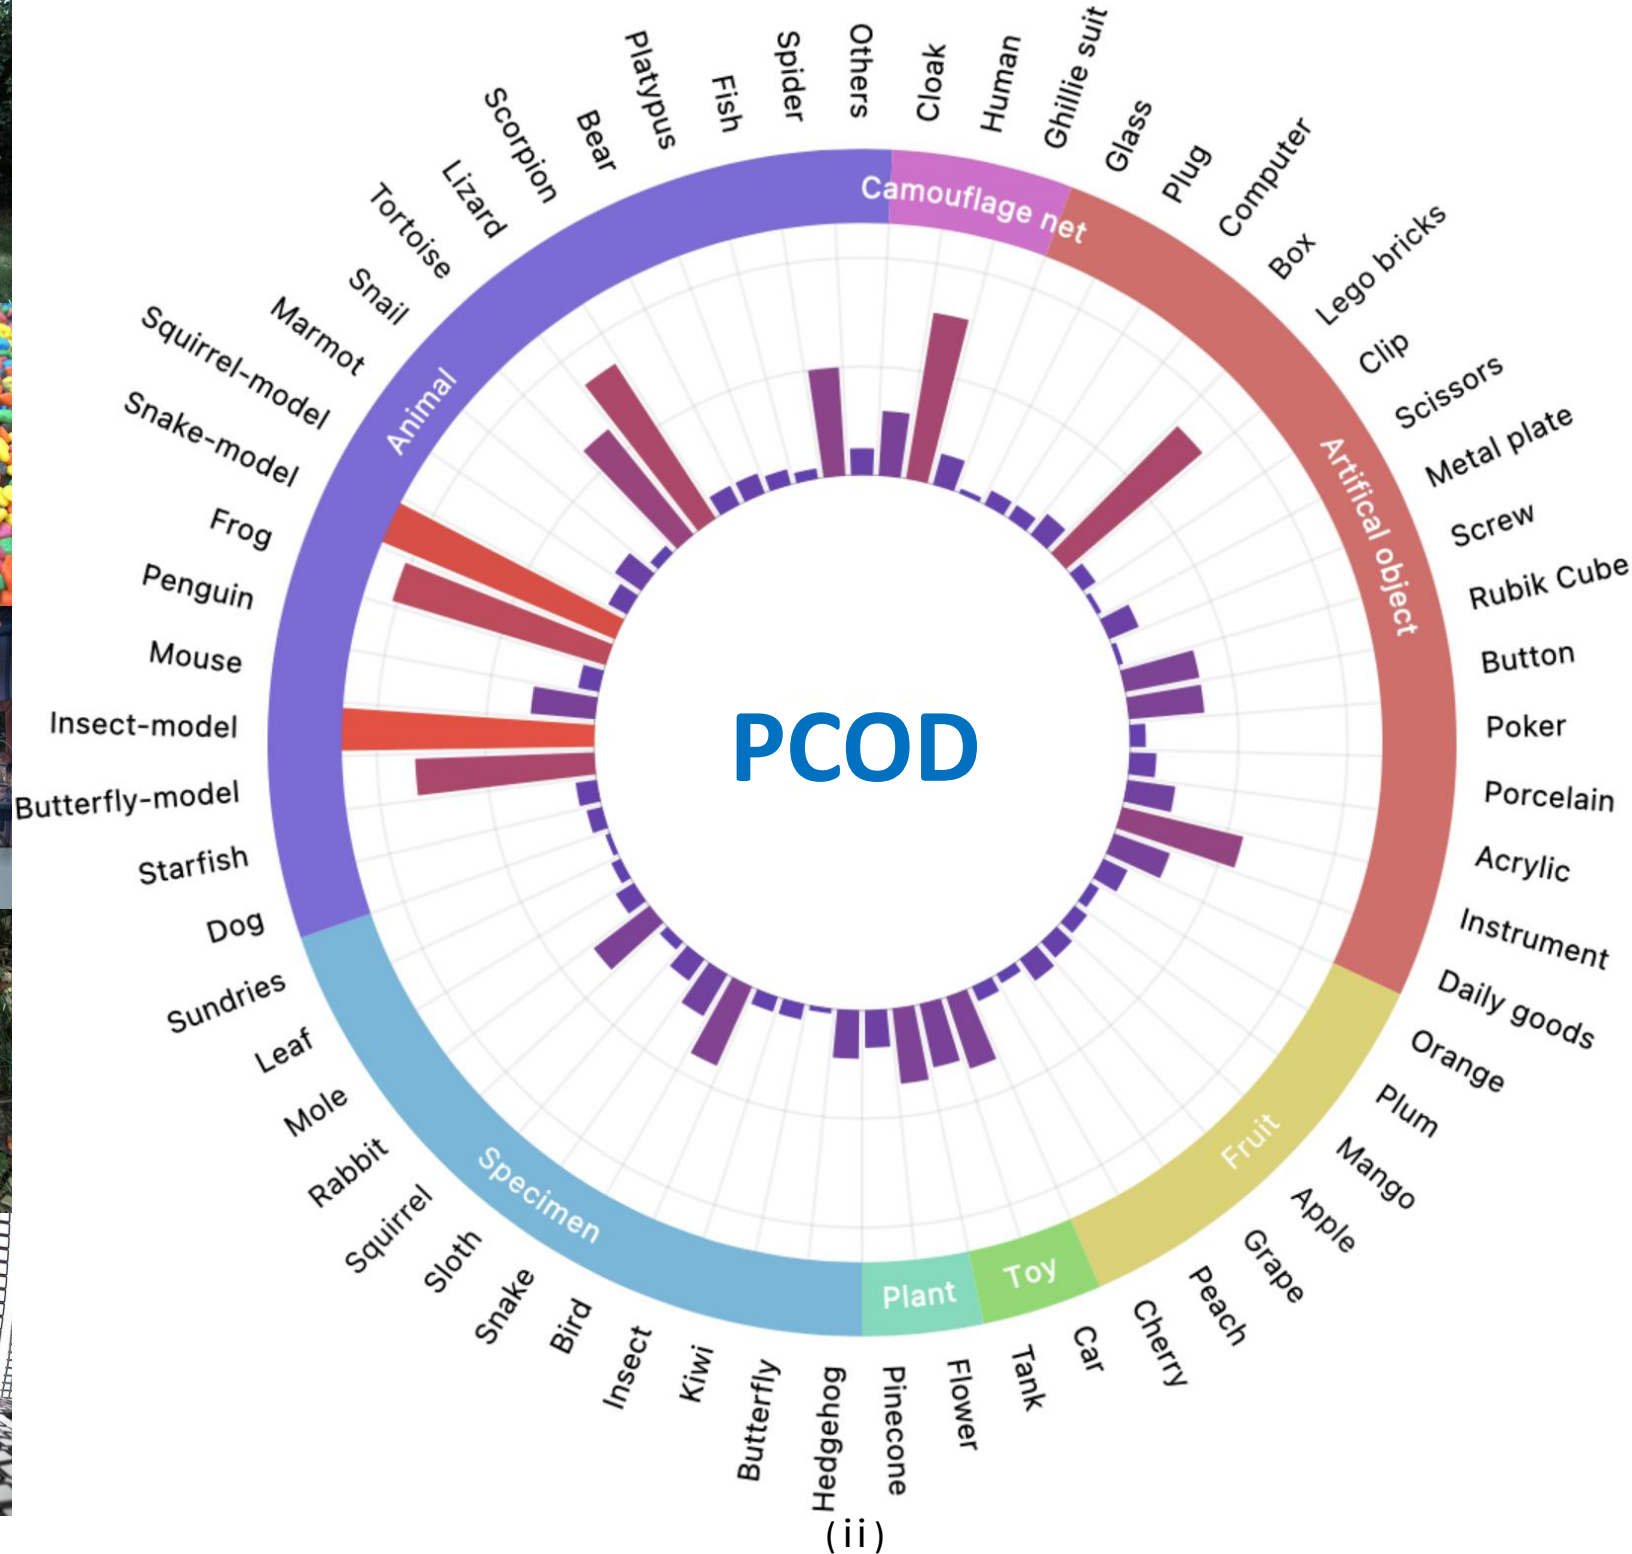 Others
Cloak
Human
Ghillie suit
Glass
Plug
Computer
Box
Lego bricks
Clip
Scissors
Metal plate
Screw
Rubik Cube
Button
Poker
Porcelain
Acrylic
Instrument
Daily goods
Orange
Plum
Mango
Apple
Grape
Peach
Cherry
Car
Tank
Flower
Pinecone
Hedgehog
Butterfly
Kiwi
Insect
Bird
Snake
Sloth
Squirrel
Rabbit
Mole
Leaf
Sundries
Dog
Starfish
Butterfly-model
Insect-model
Mouse
Penguin
Frog
Snake-model
Squirrel-model
Marmot
Snail
Tortoise
Lizard
Scorpion
Bear
Platypus
Fish
Spider
Camouflage net
Artifical object
Fruit
Toy
Plant
Specimen
Animal
PCOD
(ii)